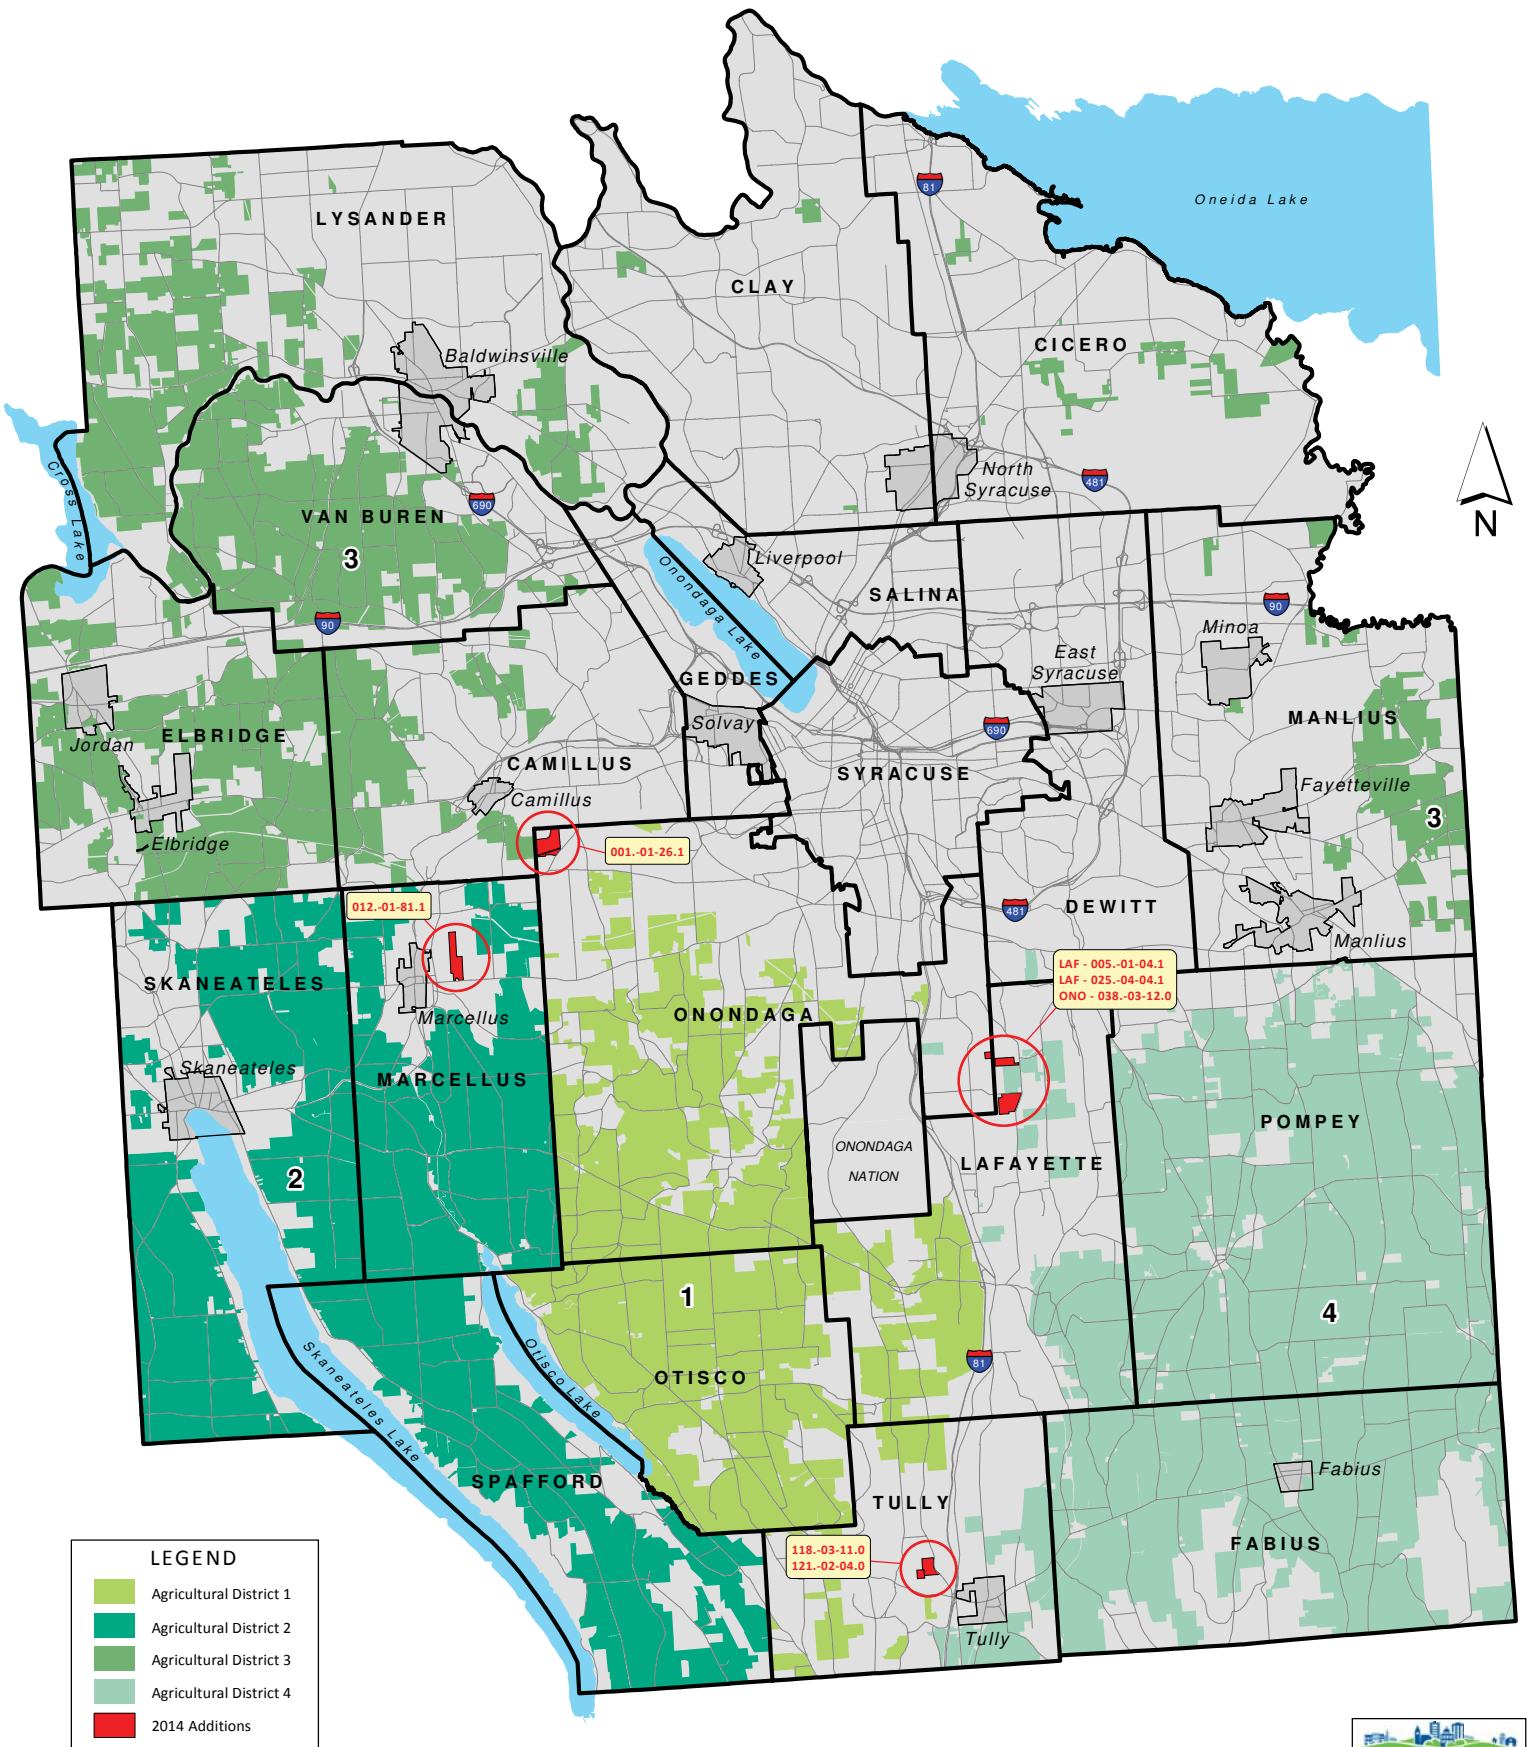 Oneida Lake
81
LYSANDER
CLAY
CICERO
Baldwinsville
Cross Lake
North
Syracuse
481
690
VAN BUREN
3
N
Onondaga Lake
Liverpool
SALINA
90
90
Minoa
East
Syracuse
GEDDES
Solvay
690
MANLIUS
Jordan
ELBRIDGE
CAMILLUS
Camillus
SYRACUSE
Fayetteville
3
Elbridge
001.-01-26.1
012.-01-81.1
481
DEWITT
Manlius
LAF - 005.-01-04.1
LAF - 025.-04-04.1
ONO - 038.-03-12.0
SKANEATELES
Marcellus
ONONDAGA
Skaneateles
MARCELLUS
POMPEY
ONONDAGA
NATION
LAFAYETTE
2
1
4
Skaneateles Lake
Otisco Lake
OTISCO
81
SPAFFORD
Fabius
TULLY
FABIUS
118.-03-11.0
121.-02-04.0
Tully
LEGEND
Agricultural District 1
Agricultural District 2
Agricultural District 3
Agricultural District 4
2014 Additions